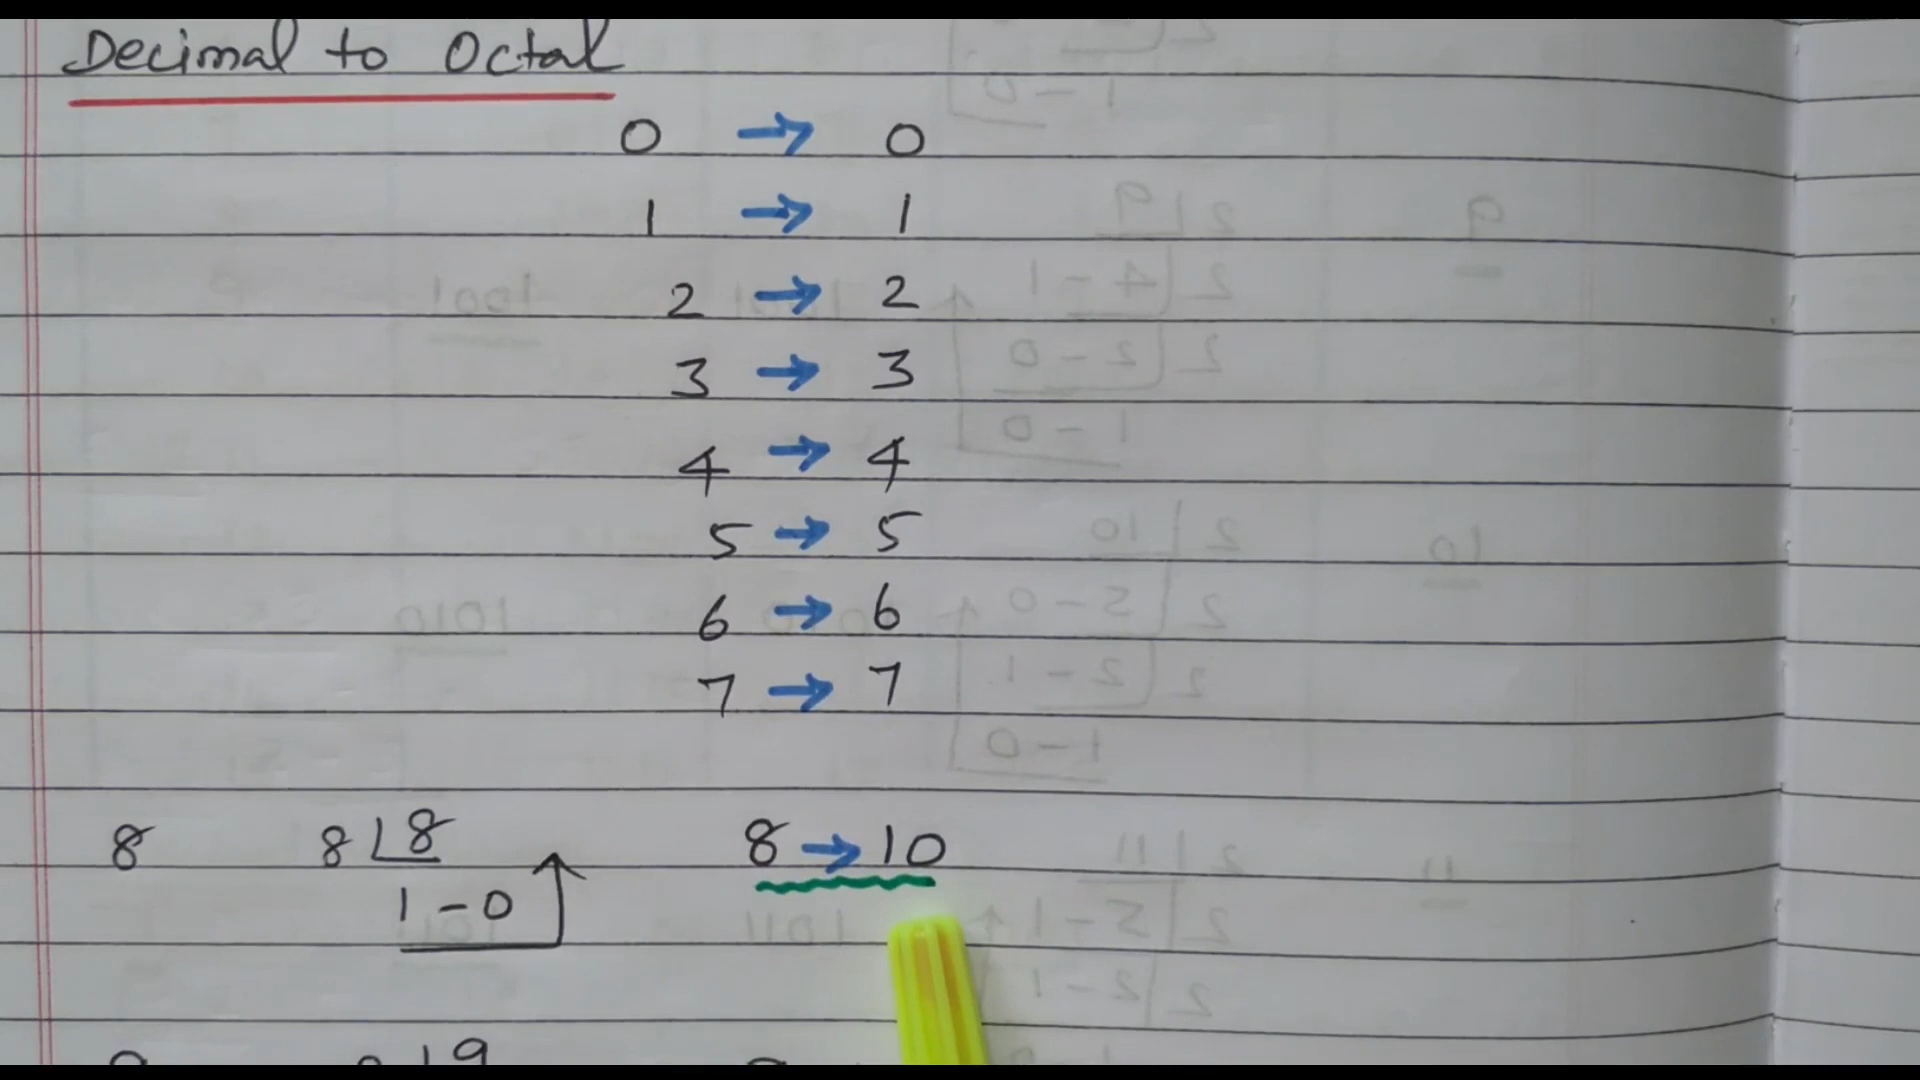 Decimal to Octal
0 → 0
1 → 1
2 → 2
3 → 3
4 → 4
5 → 5
6 → 6
7 → 7
8 8 8 8 → 10
1 - 0
9